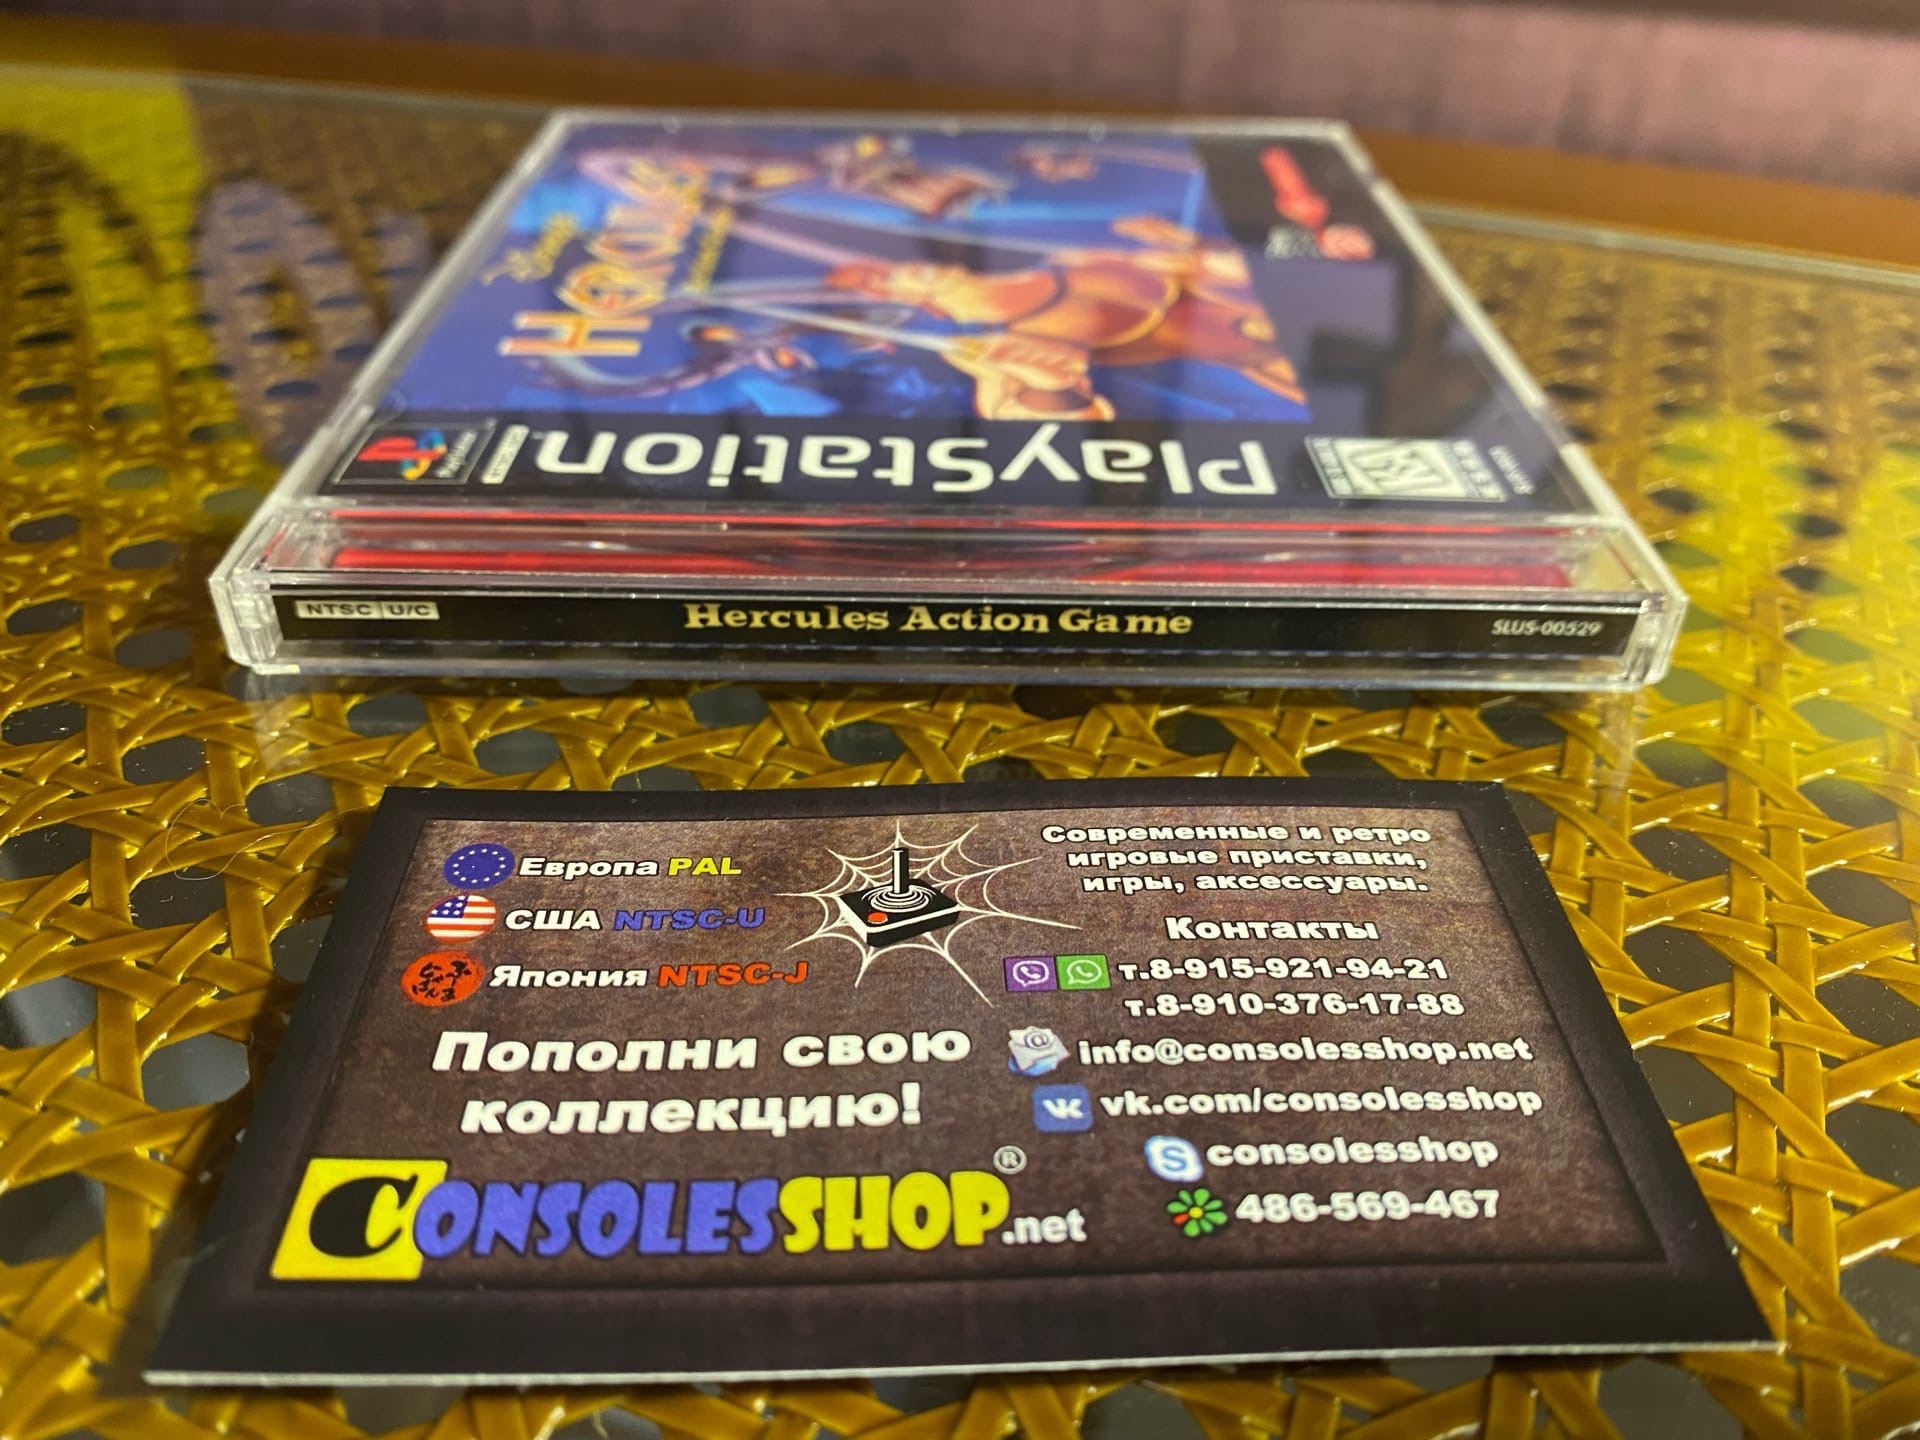 Disney's
HERCULES
PlayStation
NTSC U/C
Hercules Action Game
SLUS-00529
Европа PAL
США NTSC-U
Япония NTSC-J
Пополни свою
коллекцию!
CONSOLESSHOP.net
®
Современные и ретро
игровые приставки,
игры, аксессуары.
Контакты
т.8-915-921-94-21
т.8-910-376-17-88
info@consolesshop.net
vk.com/consolesshop
consolesshop
486-569-467